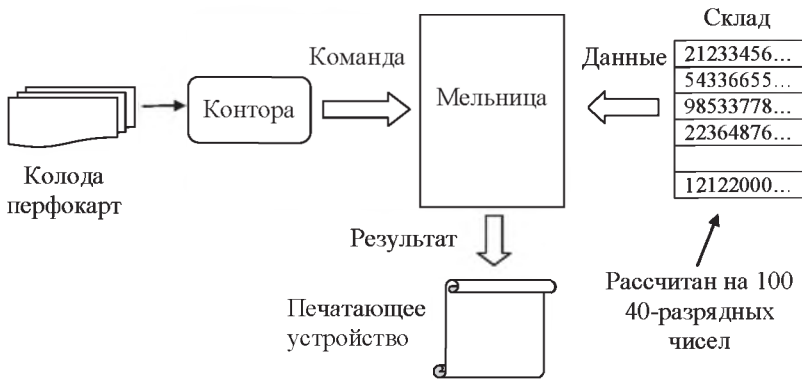 Склад
Команда
Данные
21233456...
54336655...
98533778...
22364876...
12122000...
Контора
Мельница
Колода
перфокарт
Результат
Печатающее
устройство
Рассчитан на 100
40-разрядных
чисел